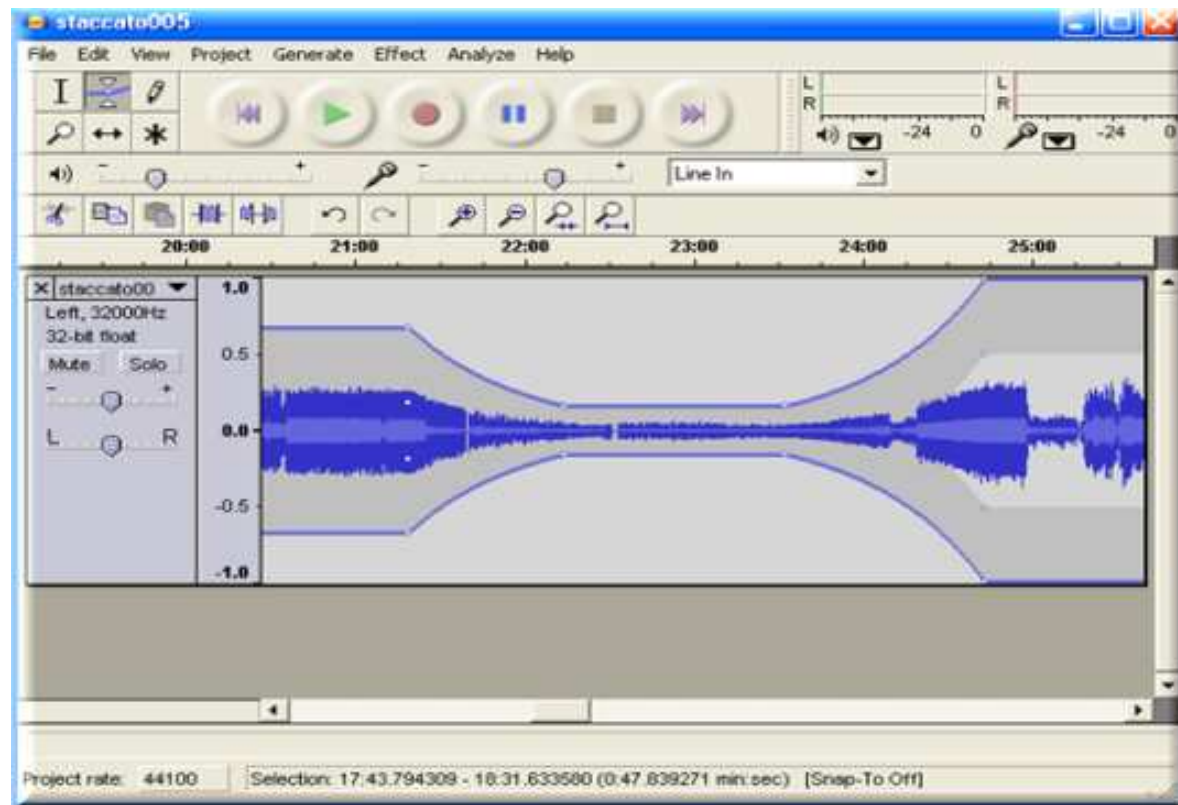 staccato005
File Edit View Project Generate Effect Analyze Help
L
R
-24 0
L
R
-24 0
Line In
20:00 21:00 22:00 23:00 24:00 25:00
staccato00
Left, 32000Hz
32-bit float
Mute Solo
- +
L R
1.0
0.5
0.0
-0.5
-1.0
Project rate: 44100 Selection: 17:43.794309 - 18:31.633580 (0:47.839271 min:sec) [Snap-To Off]